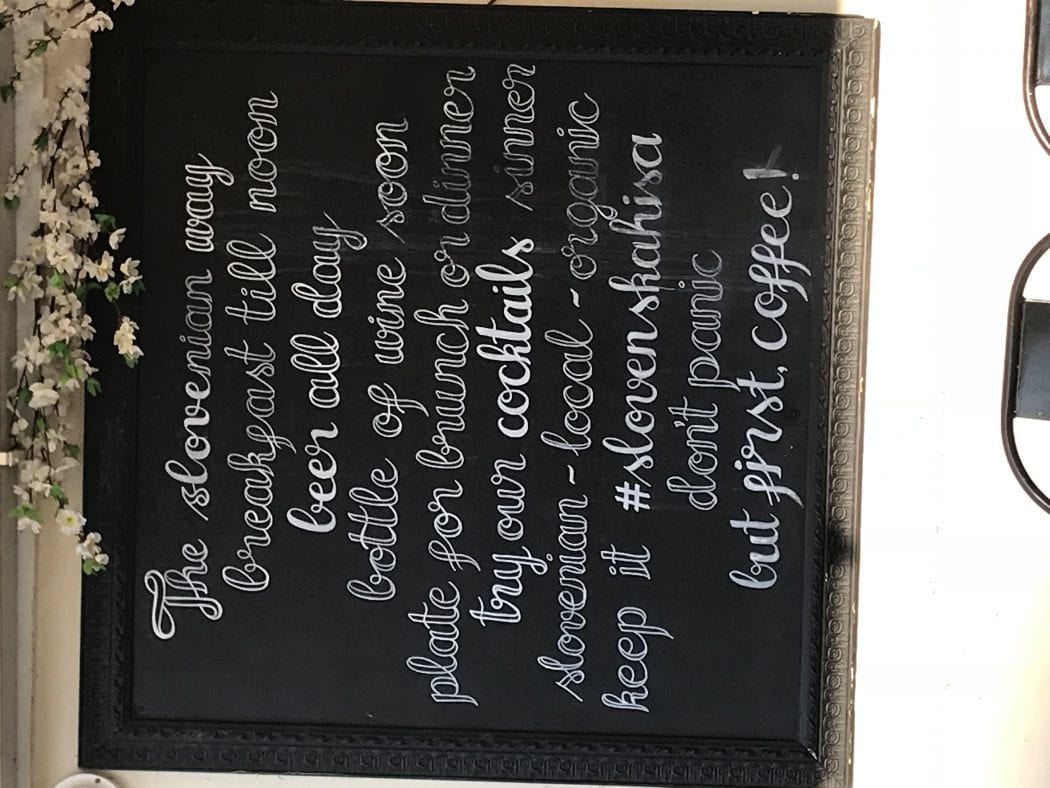 The slovenian way
breakfast till noon
beer all day
bottle of wine soon
plate for brunch or dinner
try our cocktails sinner
slovenian - local - organic
keep it #slovenskahisa
don't panic
but first, coffee!